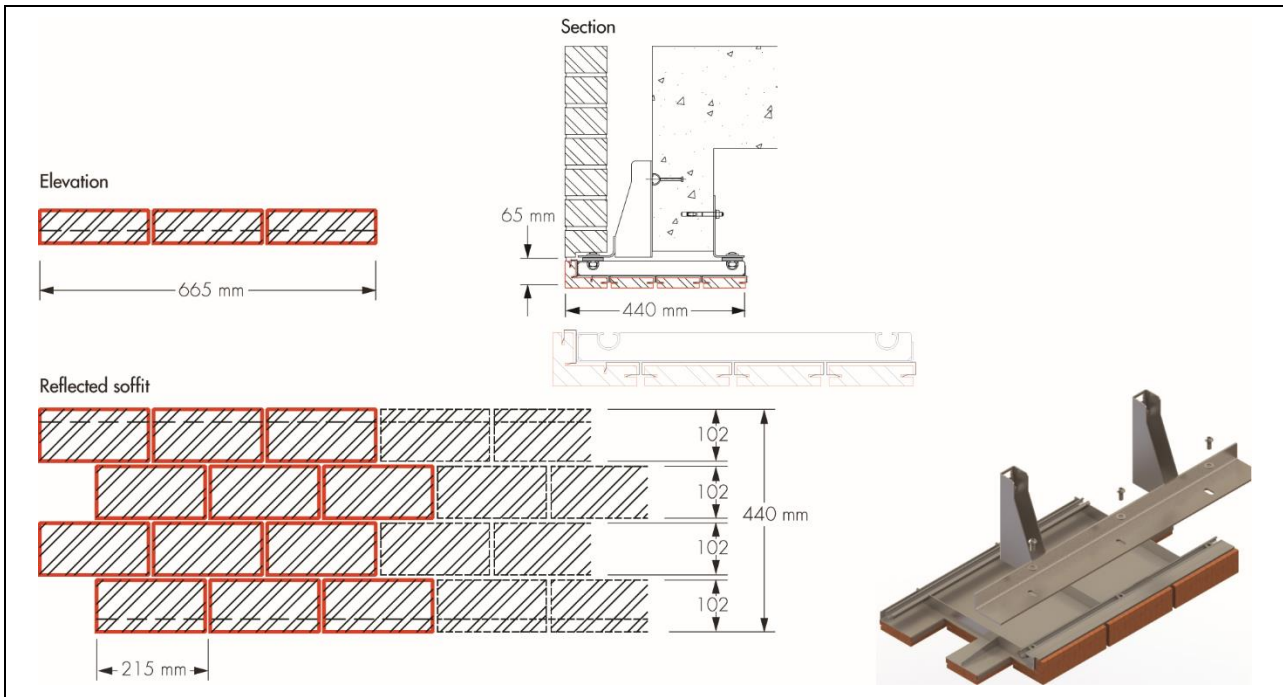 Section
Elevation
65 mm
665 mm
440 mm
Reflected soffit
102
102
440 mm
102
102
215 mm